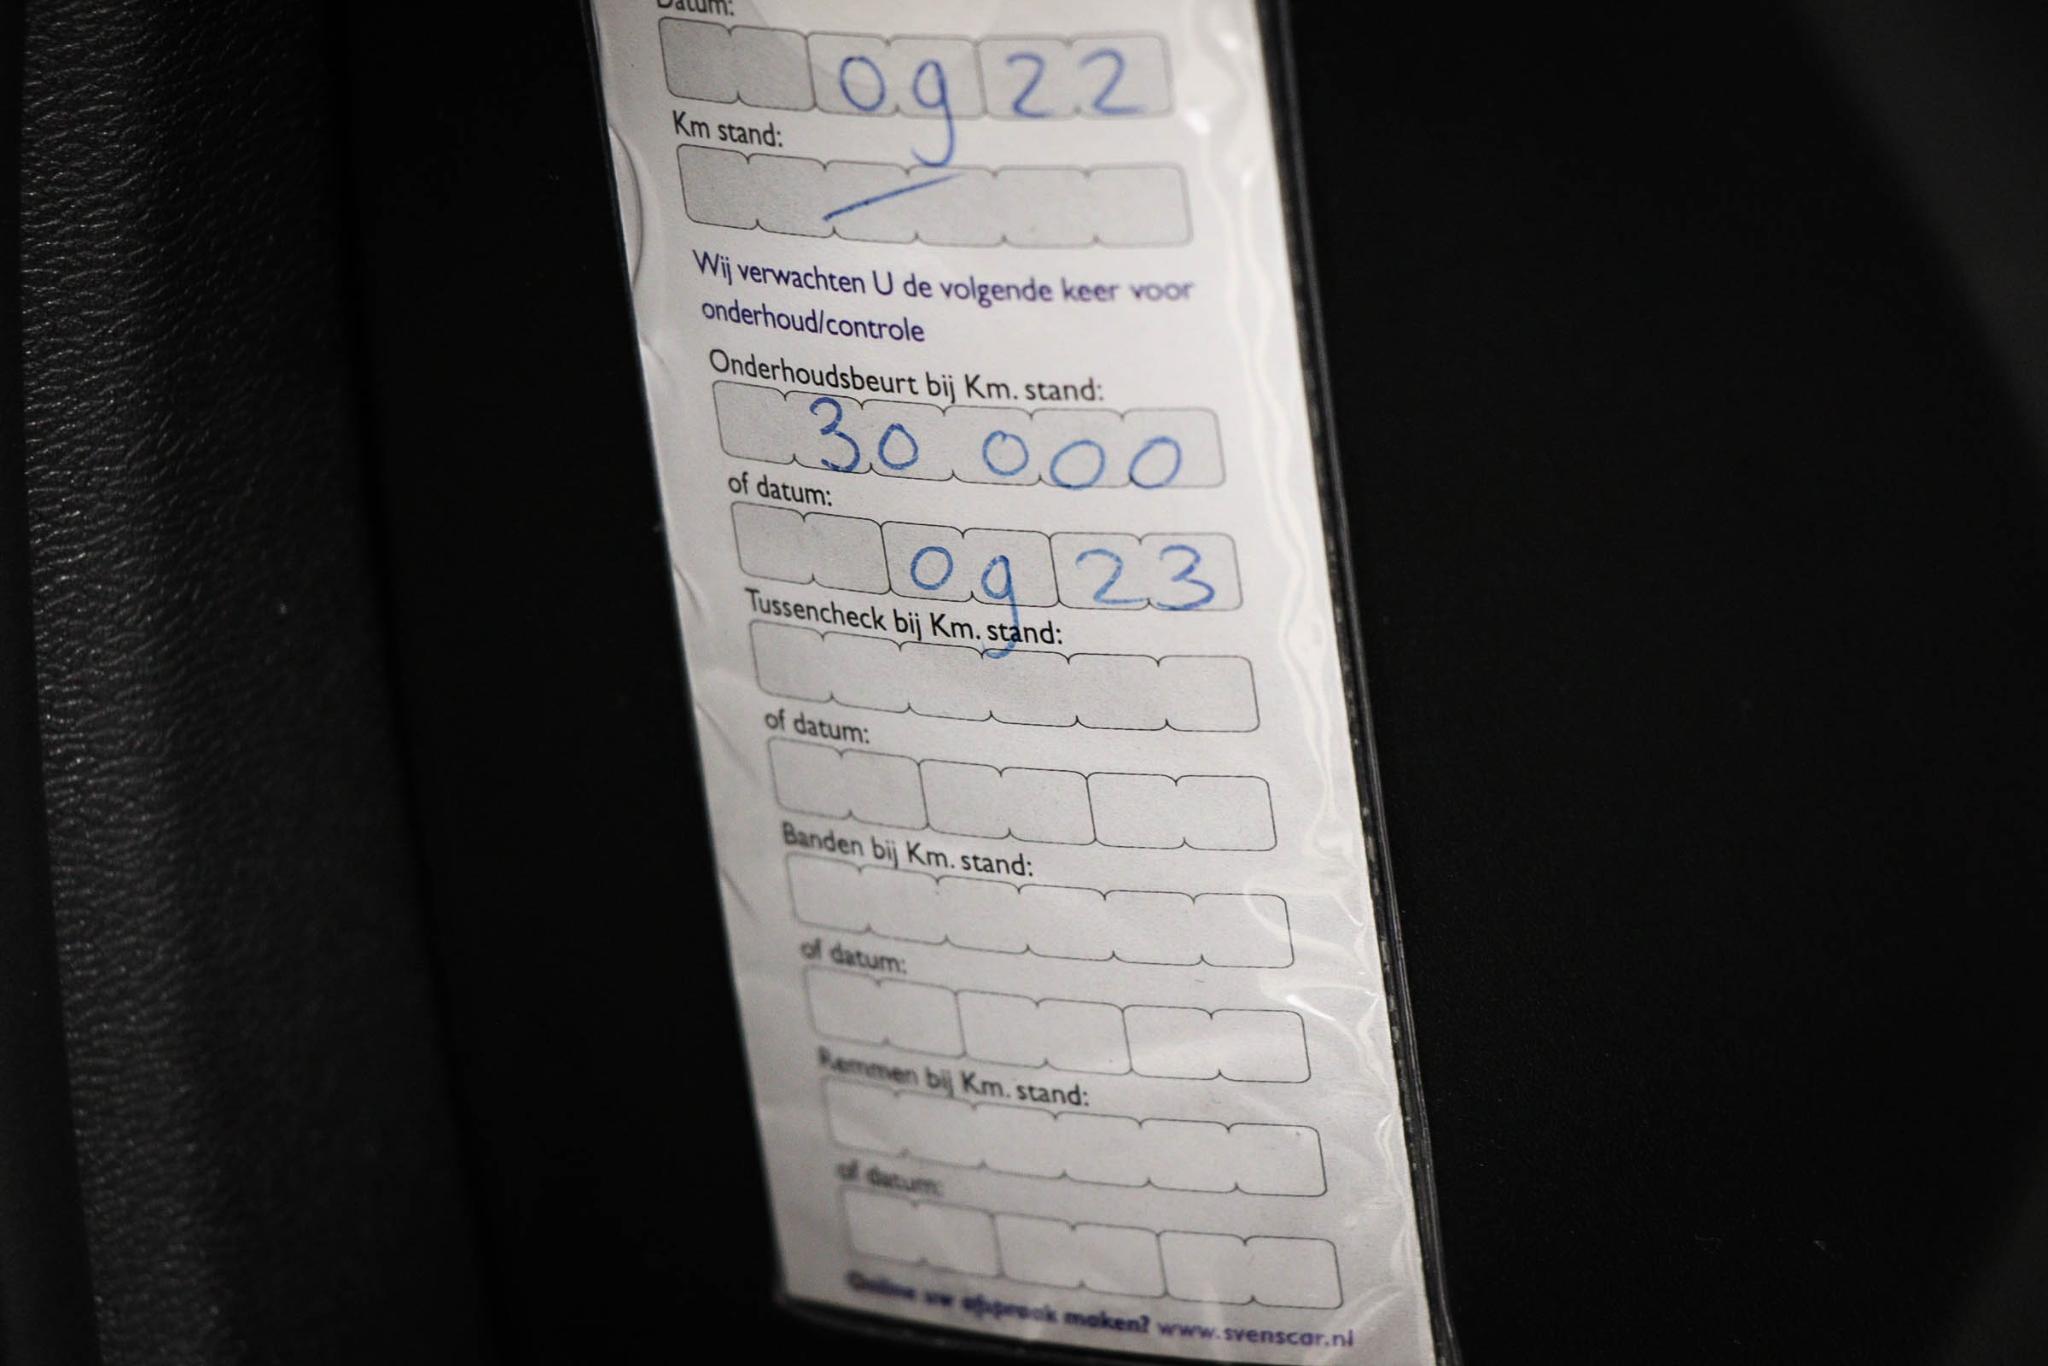 Datum:
09 22
Km stand:
Wij verwachten U de volgende keer voor
onderhoud/controle
Onderhoudsbeurt bij Km. stand:
30 000
of datum:
09 23
Tussencheck bij Km. stand:
of datum:
Banden bij Km. stand:
of datum:
Remmen bij Km. stand:
of datum:
Online uw afspraak maken? www.svenscar.nl